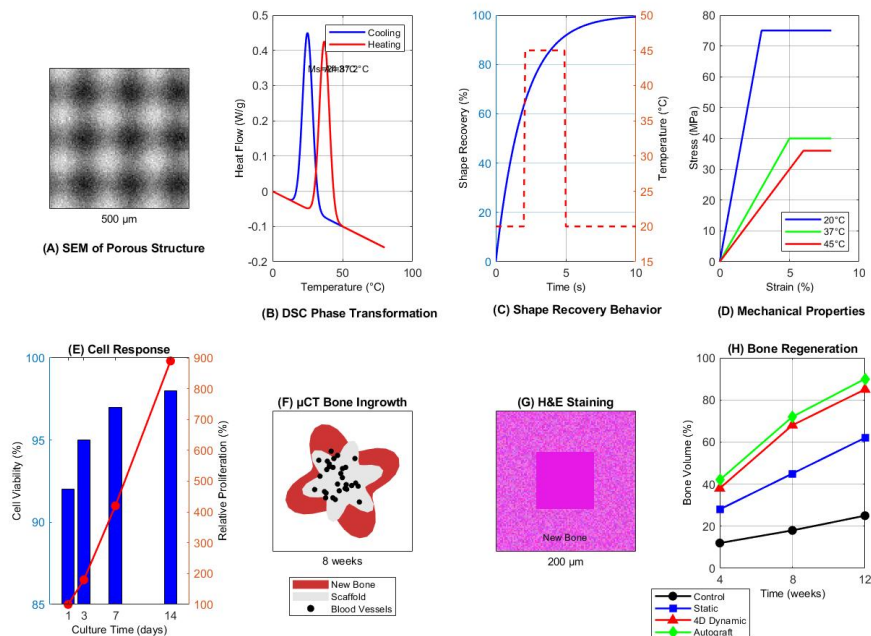 500 µm
(A) SEM of Porous Structure
Heat Flow (W/g)
0.5
0.4
0.3
0.2
0.1
0
-0.1
-0.2
0
50
100
Temperature (°C)
Cooling
Heating
(B) DSC Phase Transformation
Shape Recovery (%)
100
80
60
40
20
0
0
5
10
Time (s)
Temperature (°C)
50
45
40
35
30
25
20
15
(C) Shape Recovery Behavior
Stress (MPa)
80
70
60
50
40
30
20
10
0
0
5
10
Strain (%)
20°C
37°C
45°C
(D) Mechanical Properties
(E) Cell Response
Cell Viability (%)
100
95
90
85
1
3
7
14
Culture Time (days)
Relative Proliferation (%)
900
800
700
600
500
400
300
200
100
(F) µCT Bone Ingrowth
8 weeks
New Bone
Scaffold
Blood Vessels
(G) H&E Staining
New Bone
200 µm
(H) Bone Regeneration
Bone Volume (%)
100
80
60
40
20
0
4
8
12
Time (weeks)
Control
Static
4D Dynamic
Autograft